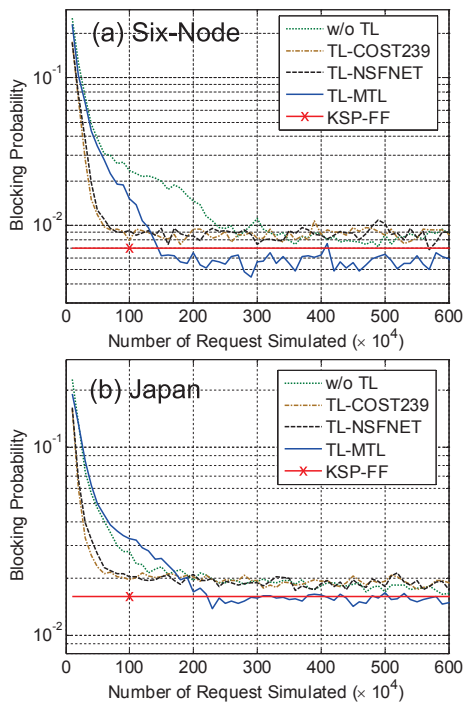 (a) Six-Node
w/o TL
TL-COST239
TL-NSFNET
TL-MTL
KSP-FF
Blocking Probability
10⁻¹
10⁻²
0 100 200 300 400 500 600
Number of Request Simulated (× 10⁴)
(b) Japan
w/o TL
TL-COST239
TL-NSFNET
TL-MTL
KSP-FF
Blocking Probability
10⁻¹
10⁻²
0 100 200 300 400 500 600
Number of Request Simulated (× 10⁴)